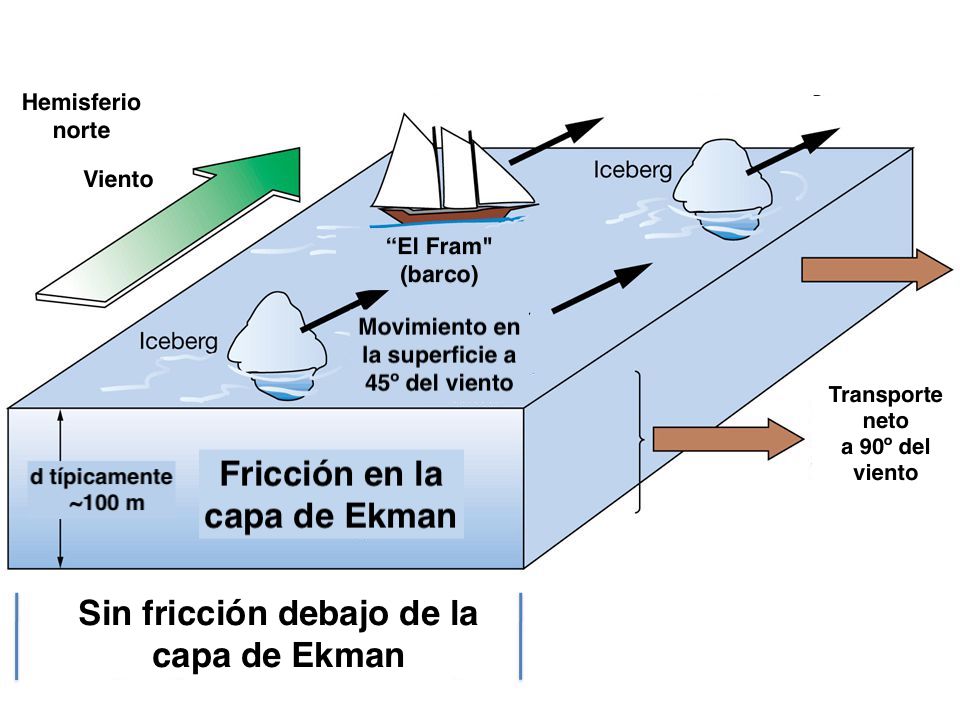 Hemisferio
norte
Viento
Iceberg
“El Fram"
(barco)
Iceberg
Movimiento en
la superficie a
45º del viento
Transporte
neto
a 90º del
viento
d típicamente
~100 m
Fricción en la
capa de Ekman
Sin fricción debajo de la
capa de Ekman